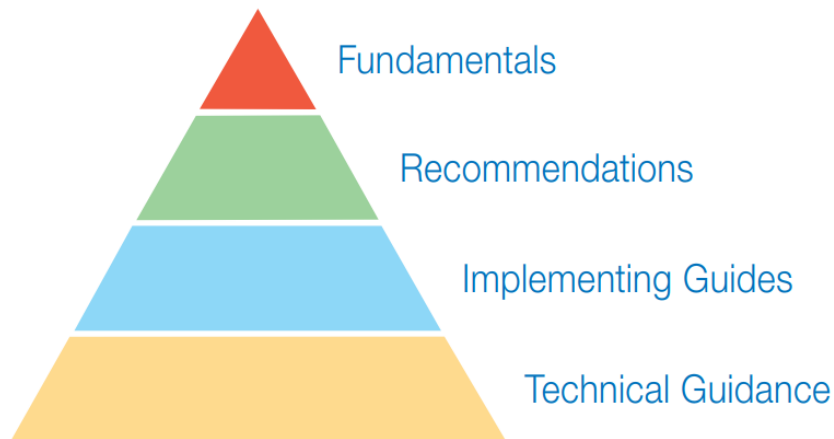 Fundamentals
Recommendations
Implementing Guides
Technical Guidance